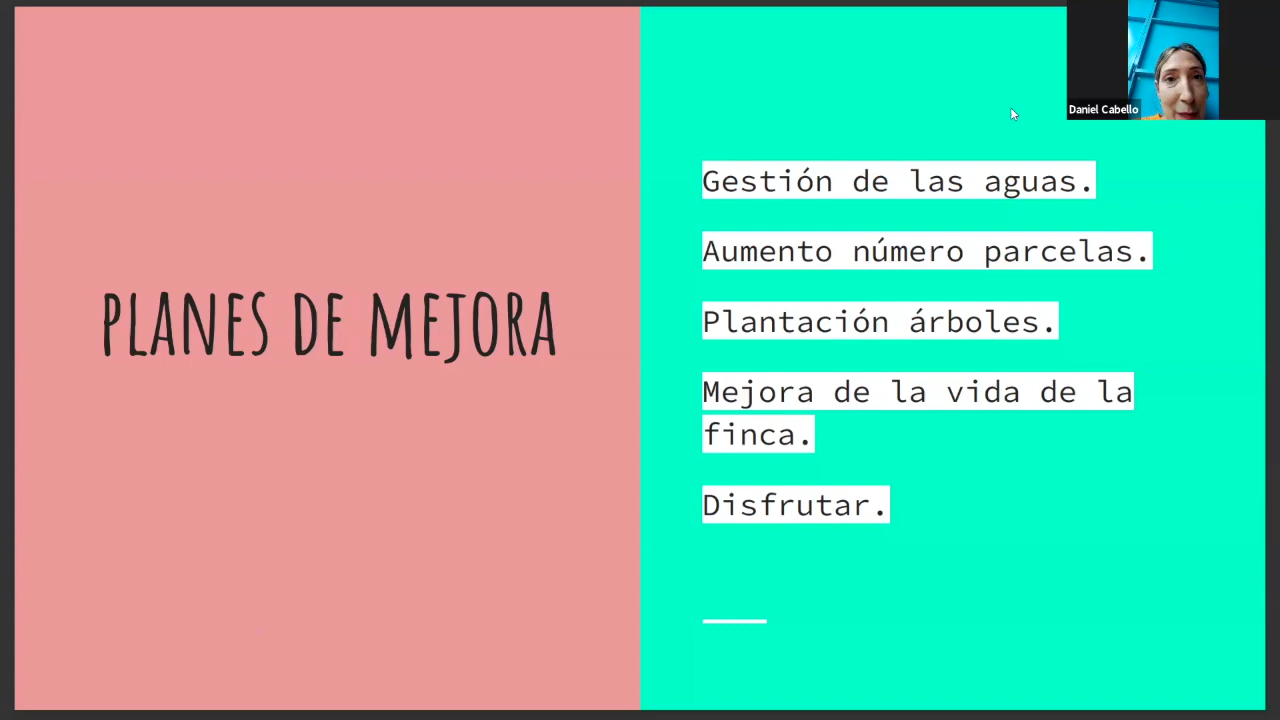 PLANES DE MEJORA
Gestión de las aguas.
Aumento número parcelas.
Plantación árboles.
Mejora de la vida de la
finca.
Disfrutar.
Daniel Cabello